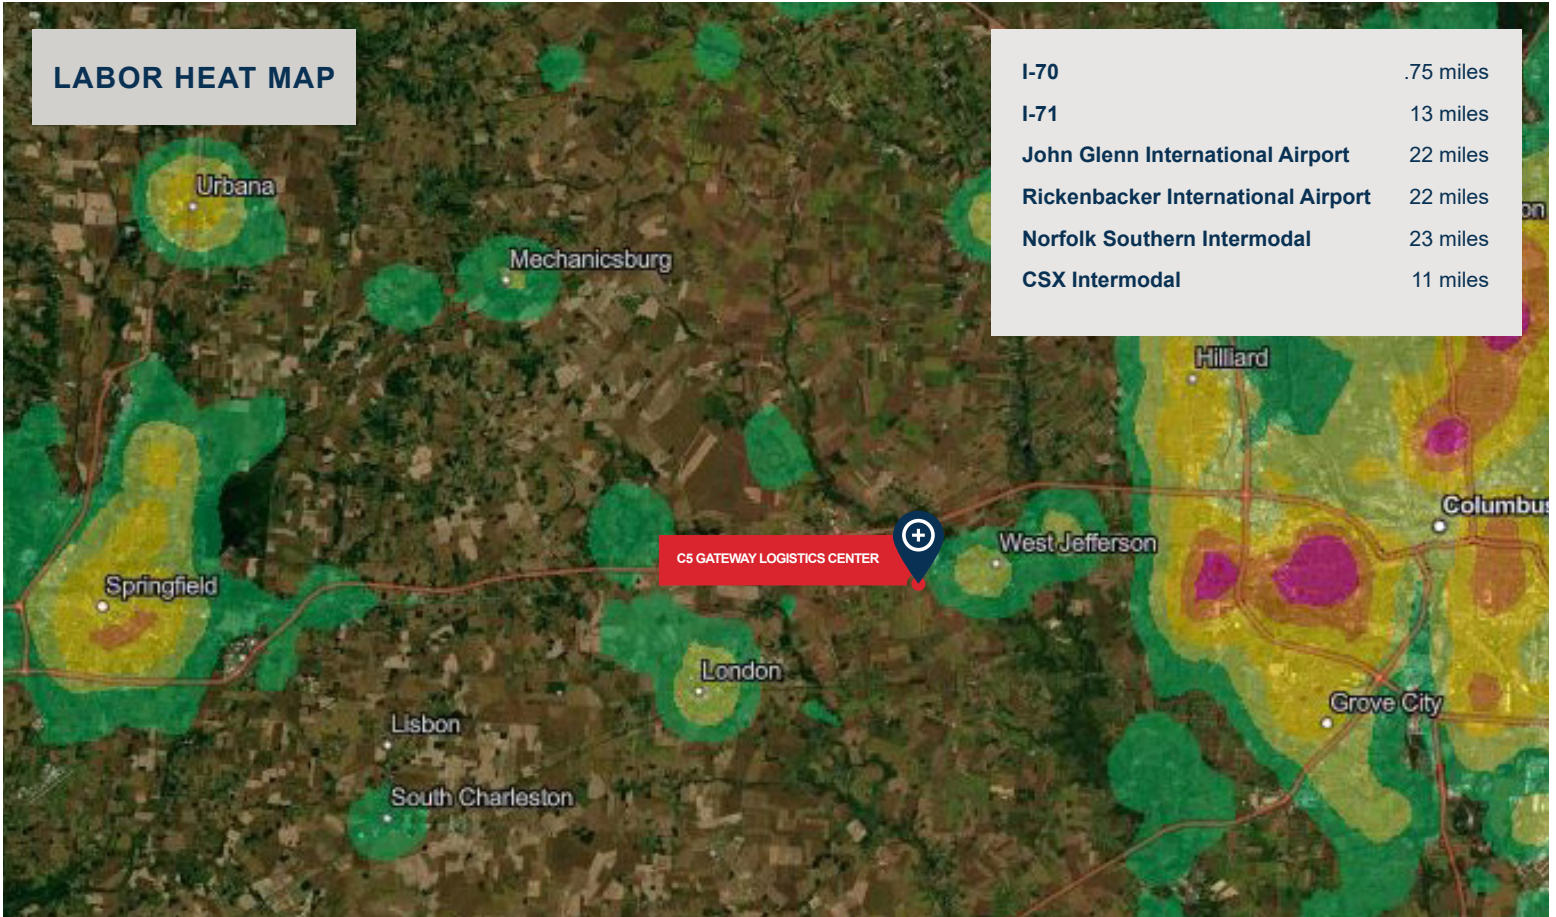 LABOR HEAT MAP
I-70 .75 miles
I-71 13 miles
John Glenn International Airport 22 miles
Rickenbacker International Airport 22 miles
Norfolk Southern Intermodal 23 miles
CSX Intermodal 11 miles
Urbana
on
Mechanicsburg
Hilliard
Columbus
C5 GATEWAY LOGISTICS CENTER
West Jefferson
Springfield
London
Grove City
Lisbon
South Charleston